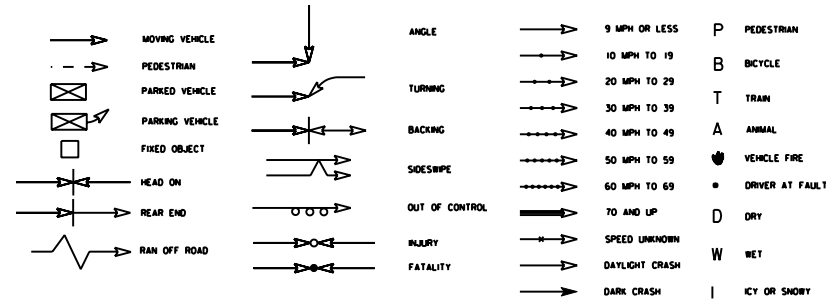 MOVING VEHICLE
PEDESTRIAN
PARKED VEHICLE
PARKING VEHICLE
FIXED OBJECT
HEAD ON
REAR END
RAN OFF ROAD
ANGLE
TURNING
BACKING
SIDESWIPE
OUT OF CONTROL
INJURY
FATALITY
9 MPH OR LESS
10 MPH TO 19
20 MPH TO 29
30 MPH TO 39
40 MPH TO 49
50 MPH TO 59
60 MPH TO 69
70 AND UP
SPEED UNKNOWN
DAYLIGHT CRASH
DARK CRASH
P PEDESTRIAN
B BICYCLE
T TRAIN
A ANIMAL
VEHICLE FIRE
DRIVER AT FAULT
D DRY
W WET
I ICY OR SNOWY